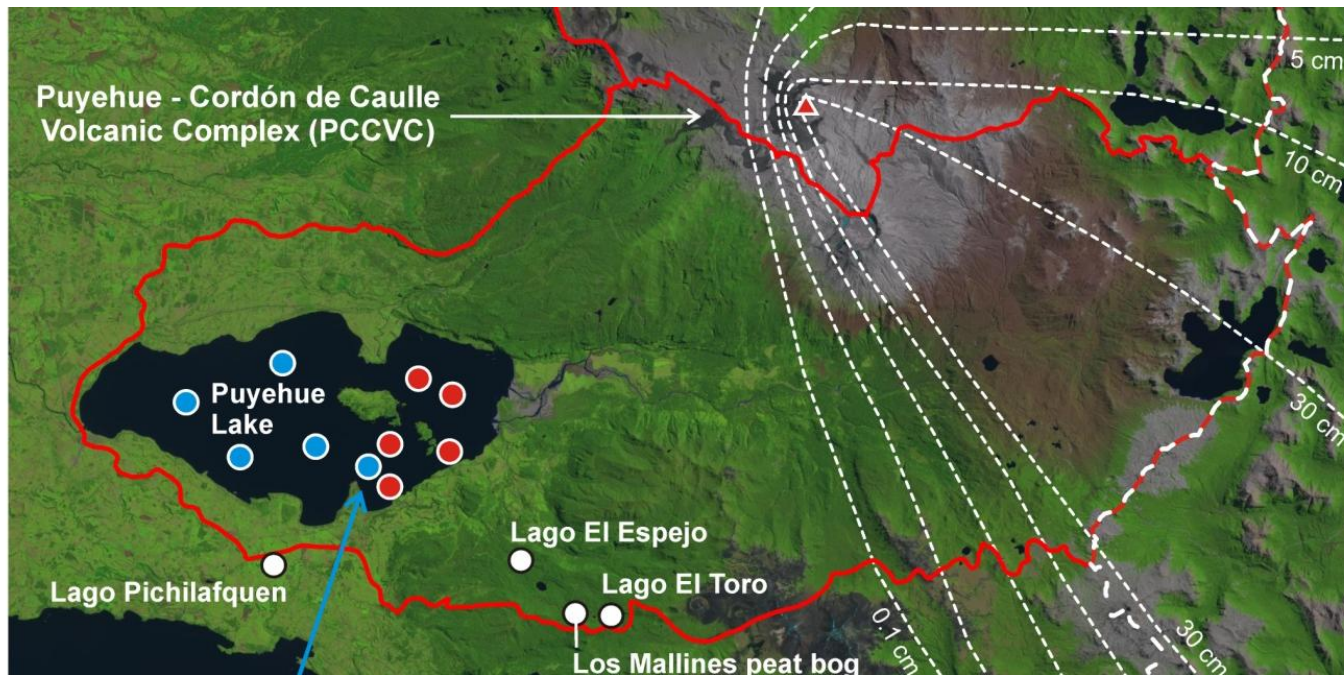 Puyehue - Cordón de Caulle
Volcanic Complex (PCCVC)
5 cm
10 cm
Puyehue
Lake
30 cm
Lago El Espejo
Lago Pichilafquen
Lago El Toro
0.1 cm
30 cm
Los Mallines peat bog